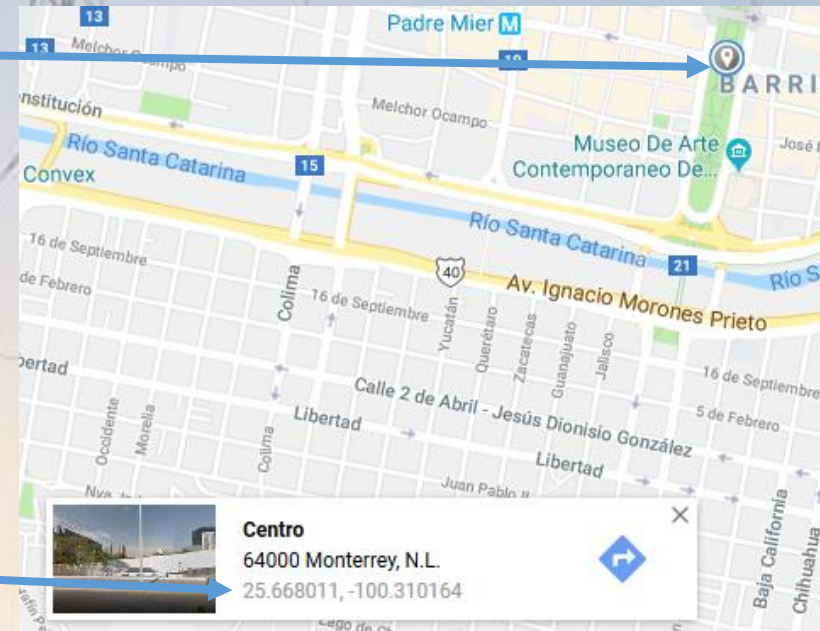 13
Padre Mier M
13
Melchor Ocampo
19
BARRI
nstitución
Melchor Ocampo
Museo De Arte
Contemporaneo De...
José
Río Santa Catarina
15
Convex
Río Santa Catarina
21
16 de Septiembre
40
Río S
de Febrero
Av. Ignacio Morones Prieto
Colima
16 de Septiembre
Yucatán
Querétaro
Zacatecas
Guanajuato
Jalisco
16 de Septiembre
bertad
Calle 2 de Abril - Jesús Dionisio González
5 de Febrero
Occidente
Morelia
Colima
Libertad
Libertad
Juan Pablo II
Baja California
Chihuahua
Centro
64000 Monterrey, N.L.
25.668011, -100.310164